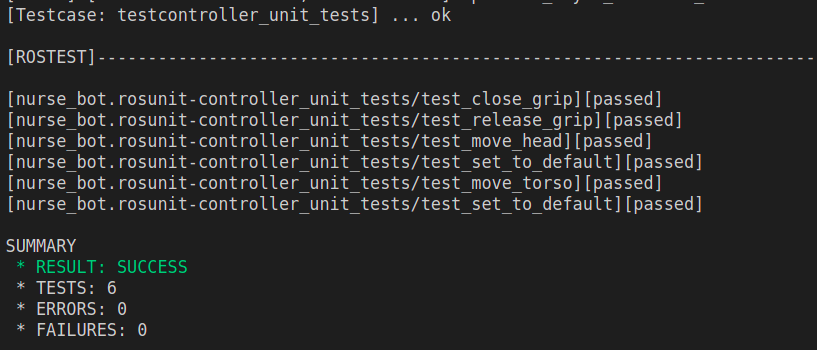 [Testcase: testcontroller_unit_tests] ... ok
[ROSTEST]-----------------------------------------------------------------------
[nurse_bot.rosunit-controller_unit_tests/test_close_grip][passed]
[nurse_bot.rosunit-controller_unit_tests/test_release_grip][passed]
[nurse_bot.rosunit-controller_unit_tests/test_move_head][passed]
[nurse_bot.rosunit-controller_unit_tests/test_set_to_default][passed]
[nurse_bot.rosunit-controller_unit_tests/test_move_torso][passed]
[nurse_bot.rosunit-controller_unit_tests/test_set_to_default][passed]
SUMMARY
* RESULT: SUCCESS
* TESTS: 6
* ERRORS: 0
* FAILURES: 0